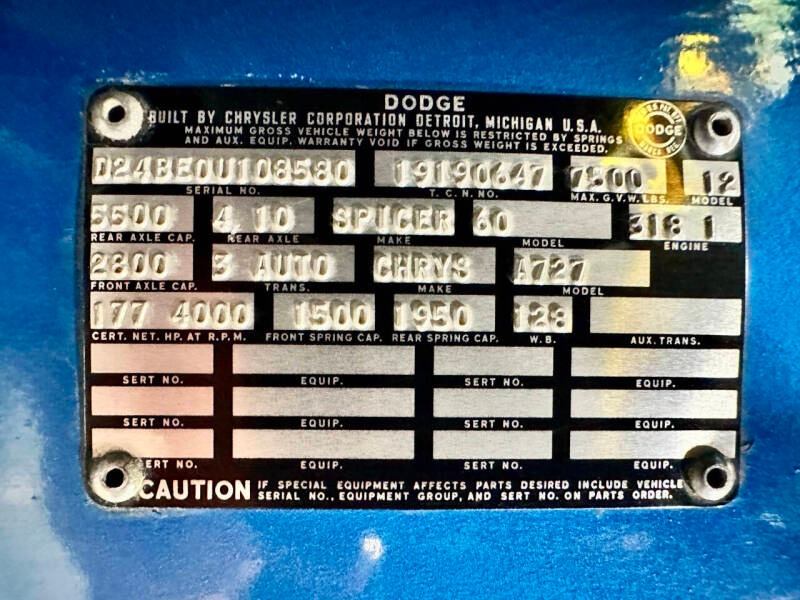 DODGE
BUILT BY CHRYSLER CORPORATION DETROIT, MICHIGAN U.S.A.
MAXIMUM GROSS VEHICLE WEIGHT BELOW IS RESTRICTED BY SPRINGS
AND AUX. EQUIP. WARRANTY VOID IF GROSS WEIGHT IS EXCEEDED.
DODGE
D24BE0U108580 19190647 7500 12
SERIAL NO. T.C.N.NO. MAX. G.V.W. LBS. MODEL
5500 4 10 SPICER 60 318 1
REAR AXLE CAP. REAR AXLE MAKE MODEL ENGINE
2800 3 AUTO CHRYS A727
FRONT AXLE CAP. TRANS. MAKE MODEL
177 4000 1500 1950 128
CERT. NET. HP. AT R.P.M. FRONT SPRING CAP. REAR SPRING CAP. W.B. AUX. TRANS.
SERT NO. EQUIP. SERT NO. EQUIP.
SERT NO. EQUIP. SERT NO. EQUIP.
SERT NO. EQUIP. SERT NO. EQUIP.
CAUTION IF SPECIAL EQUIPMENT AFFECTS PARTS DESIRED INCLUDE VEHICLE
SERIAL NO., EQUIPMENT GROUP, AND SERT NO. ON PARTS ORDER.